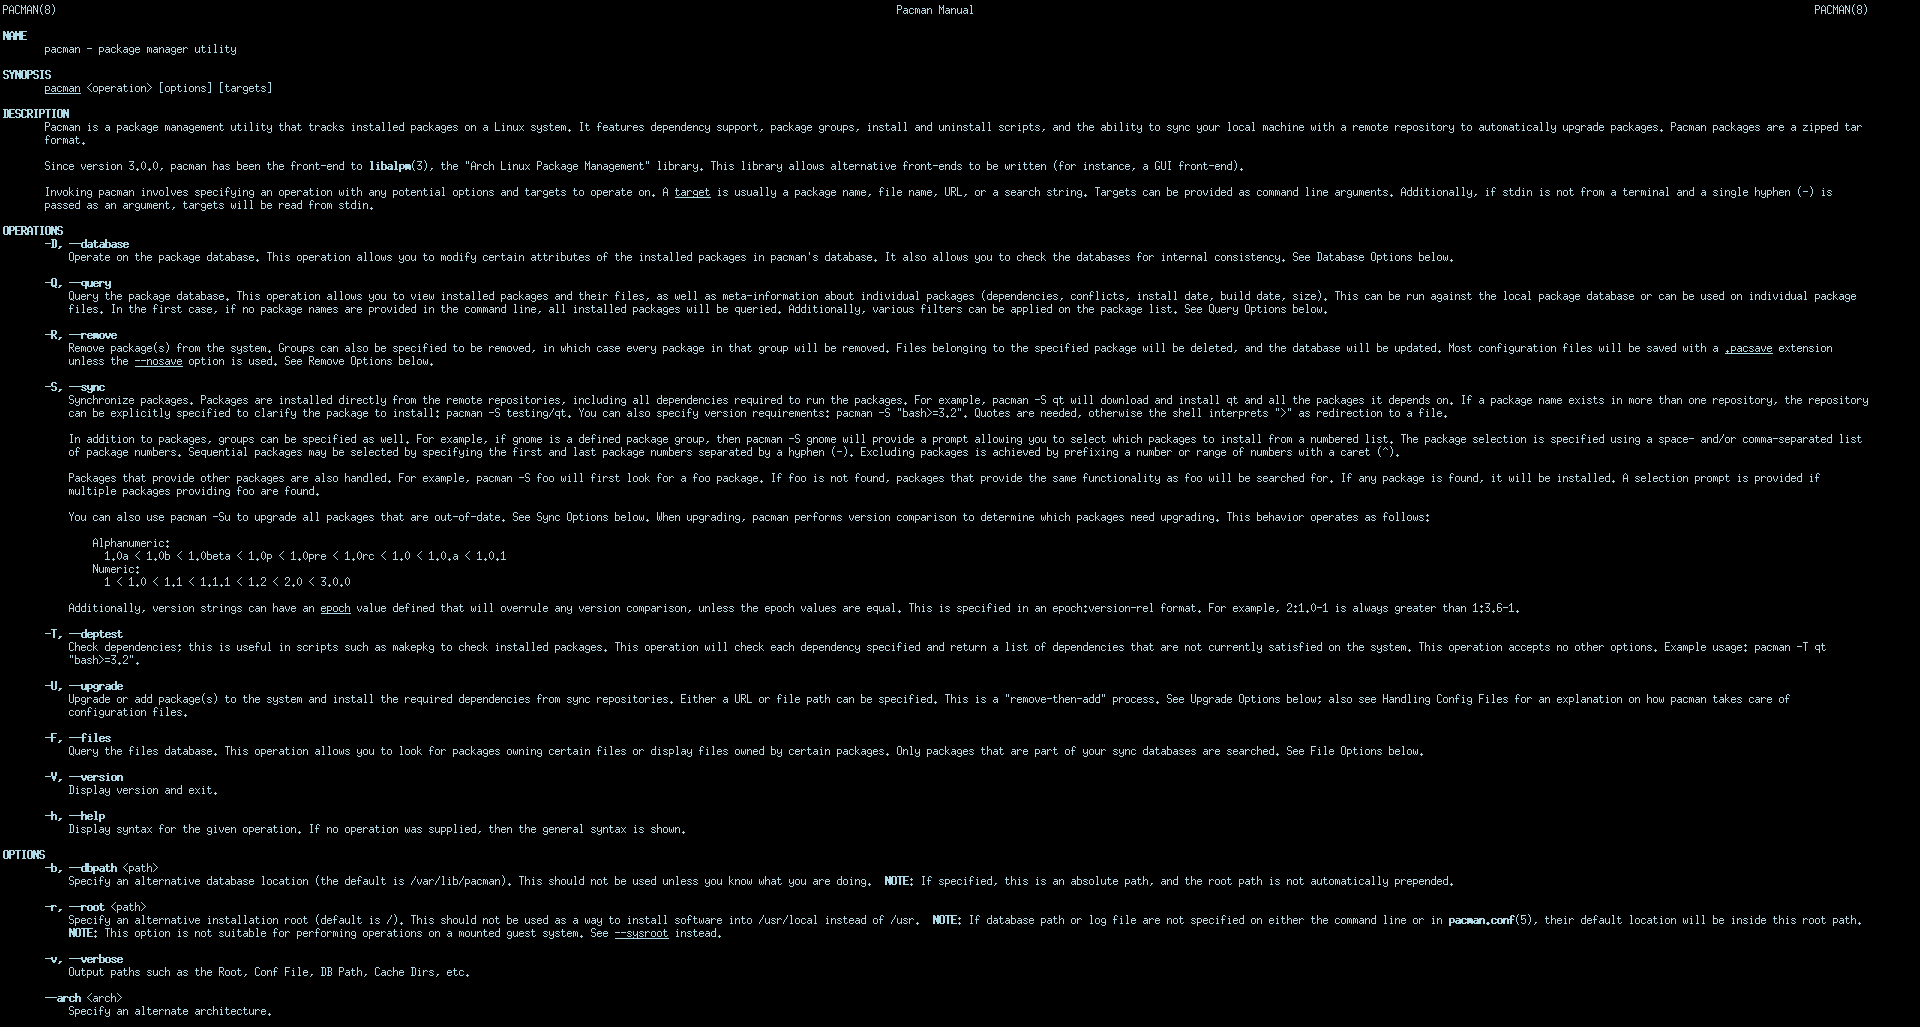 PACMAN(8) Pacman Manual PACMAN(8)
NAME
pacman - package manager utility
SYNOPSIS
pacman <operation> [options] [targets]
DESCRIPTION
Pacman is a package management utility that tracks installed packages on a Linux system. It features dependency support, package groups, install and uninstall scripts, and the ability to sync your local machine with a remote repository to automatically upgrade packages. Pacman packages are a zipped tar
format.
Since version 3.0.0, pacman has been the front-end to libalpm(3), the "Arch Linux Package Management" library. This library allows alternative front-ends to be written (for instance, a GUI front-end).
Invoking pacman involves specifying an operation with any potential options and targets to operate on. A target is usually a package name, file name, URL, or a search string. Targets can be provided as command line arguments. Additionally, if stdin is not from a terminal and a single hyphen (-) is
passed as an argument, targets will be read from stdin.
OPERATIONS
-D, --database
Operate on the package database. This operation allows you to modify certain attributes of the installed packages in pacman's database. It also allows you to check the databases for internal consistency. See Database Options below.
-Q, --query
Query the package database. This operation allows you to view installed packages and their files, as well as meta-information about individual packages (dependencies, conflicts, install date, build date, size). This can be run against the local package database or can be used on individual package
files. In the first case, if no package names are provided in the command line, all installed packages will be queried. Additionally, various filters can be applied on the package list. See Query Options below.
-R, --remove
Remove package(s) from the system. Groups can also be specified to be removed, in which case every package in that group will be removed. Files belonging to the specified package will be deleted, and the database will be updated. Most configuration files will be saved with a .pacsave extension
unless the --nosave option is used. See Remove Options below.
-S, --sync
Synchronize packages. Packages are installed directly from the remote repositories, including all dependencies required to run the packages. For example, pacman -S qt will download and install qt and all the packages it depends on. If a package name exists in more than one repository, the repository
can be explicitly specified to clarify the package to install: pacman -S testing/qt. You can also specify version requirements: pacman -S "bash>=3.2". Quotes are needed, otherwise the shell interprets ">" as redirection to a file.
In addition to packages, groups can be specified as well. For example, if gnome is a defined package group, then pacman -S gnome will provide a prompt allowing you to select which packages to install from a numbered list. The package selection is specified using a space- and/or comma-separated list
of package numbers. Sequential packages may be selected by specifying the first and last package numbers separated by a hyphen (-). Excluding packages is achieved by prefixing a number or range of numbers with a caret (^).
Packages that provide other packages are also handled. For example, pacman -S foo will first look for a foo package. If foo is not found, packages that provide the same functionality as foo will be searched for. If any package is found, it will be installed. A selection prompt is provided if
multiple packages providing foo are found.
You can also use pacman -Su to upgrade all packages that are out-of-date. See Sync Options below. When upgrading, pacman performs version comparison to determine which packages need upgrading. This behavior operates as follows:
Alphanumeric:
1.0a < 1.0b < 1.0beta < 1.0p < 1.0pre < 1.0rc < 1.0 < 1.0.a < 1.0.1
Numeric:
1 < 1.0 < 1.1 < 1.1.1 < 1.2 < 2.0 < 3.0.0
Additionally, version strings can have an epoch value defined that will overrule any version comparison, unless the epoch values are equal. This is specified in an epoch:version-rel format. For example, 2:1.0-1 is always greater than 1:3.6-1.
-T, --deptest
Check dependencies; this is useful in scripts such as makepkg to check installed packages. This operation will check each dependency specified and return a list of dependencies that are not currently satisfied on the system. This operation accepts no other options. Example usage: pacman -T qt
"bash>=3.2".
-U, --upgrade
Upgrade or add package(s) to the system and install the required dependencies from sync repositories. Either a URL or file path can be specified. This is a "remove-then-add" process. See Upgrade Options below; also see Handling Config Files for an explanation on how pacman takes care of
configuration files.
-F, --files
Query the files database. This operation allows you to look for packages owning certain files or display files owned by certain packages. Only packages that are part of your sync databases are searched. See File Options below.
-V, --version
Display version and exit.
-h, --help
Display syntax for the given operation. If no operation was supplied, then the general syntax is shown.
OPTIONS
-b, --dbpath <path>
Specify an alternative database location (the default is /var/lib/pacman). This should not be used unless you know what you are doing. NOTE: If specified, this is an absolute path, and the root path is not automatically prepended.
-r, --root <path>
Specify an alternative installation root (default is /). This should not be used as a way to install software into /usr/local instead of /usr. NOTE: If database path or log file are not specified on either the command line or in pacman.conf(5), their default location will be inside this root path.
NOTE: This option is not suitable for performing operations on a mounted guest system. See --sysroot instead.
-v, --verbose
Output paths such as the Root, Conf File, DB Path, Cache Dirs, etc.
--arch <arch>
Specify an alternate architecture.